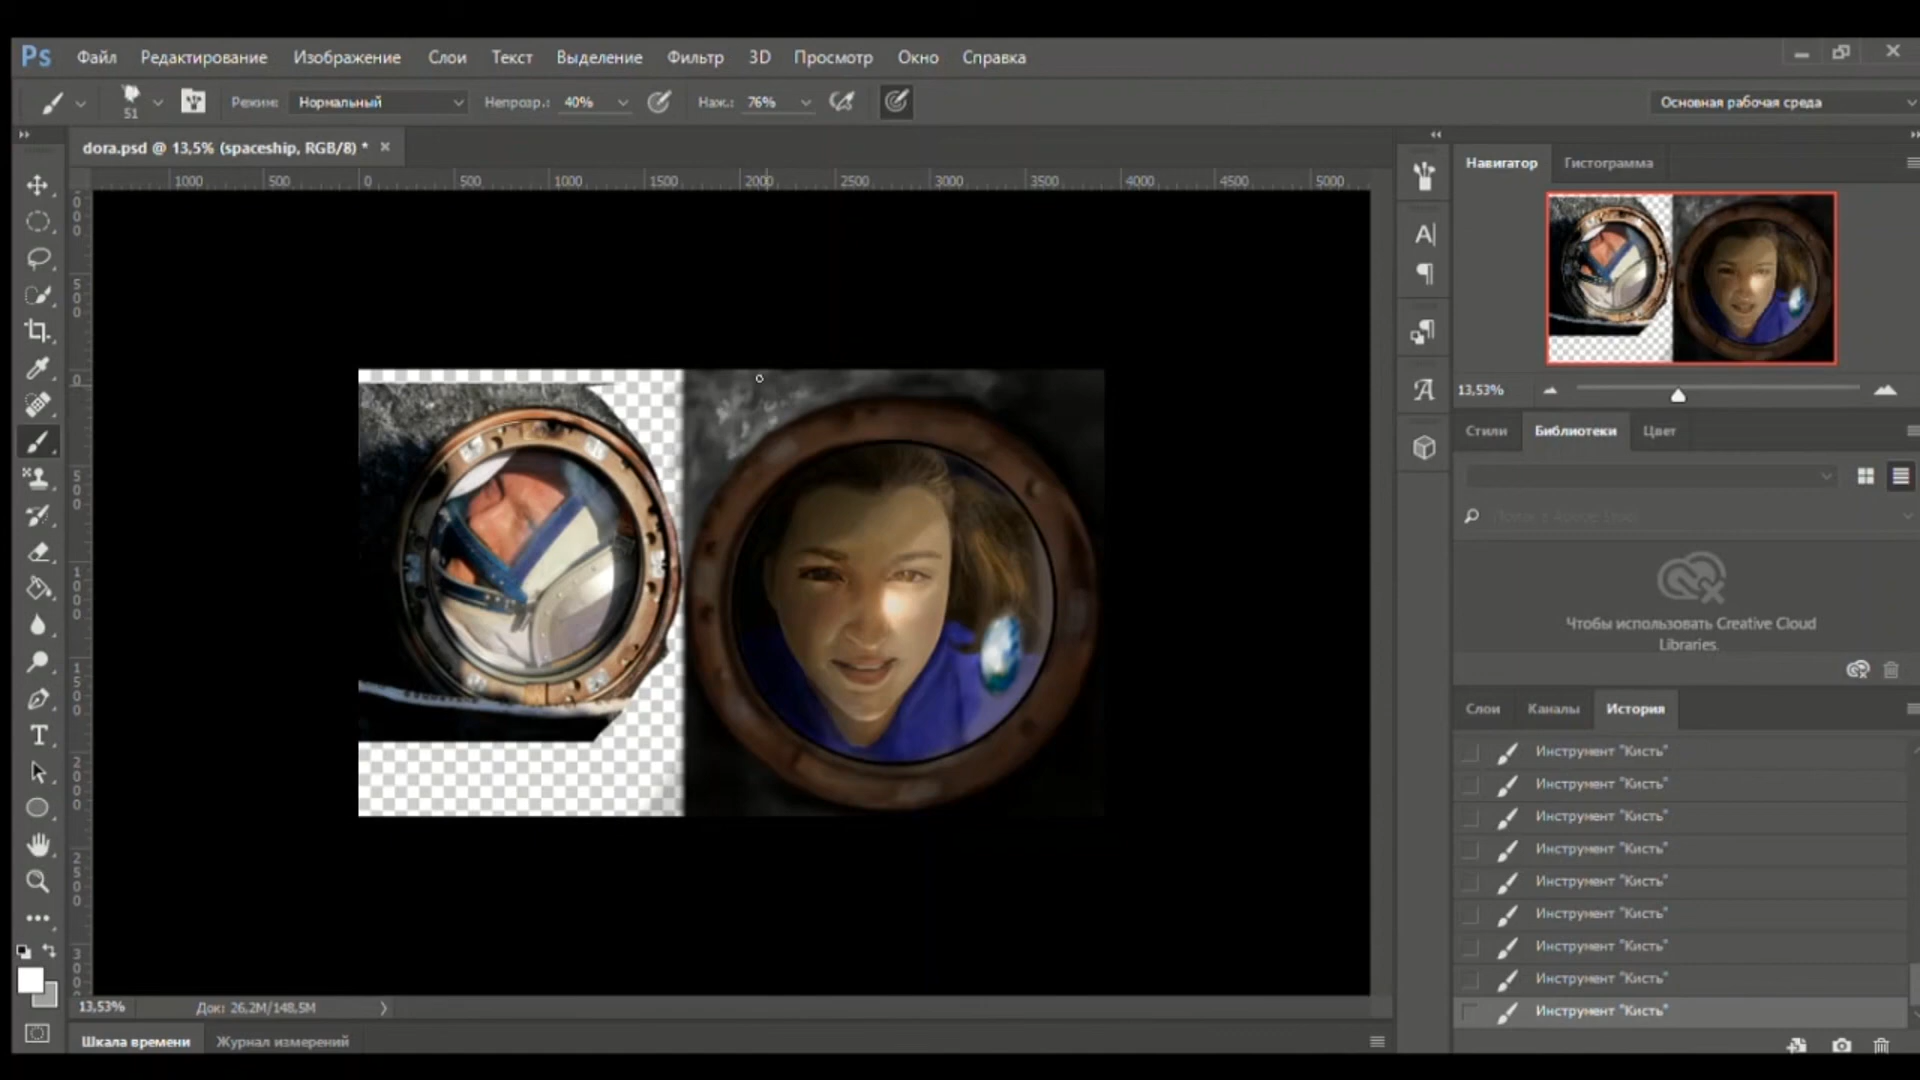 Ps Файл Редактирование Изображение Слои Текст Выделение Фильтр 3D Просмотр Окно Справка
51 Режим: Нормальный Непрозр.: 40% Наж.: 76% Основная рабочая среда
dora.psd @ 13,5% (spaceship, RGB/8) *
1000 500 0 500 1000 1500 2000 2500 3000 3500 4000 4500 5000
Навигатор Гистограмма
13,53%
Стили Библиотеки Цвет
Чтобы использовать Creative Cloud
Libraries.
Слои Каналы История
Инструмент "Кисть"
Инструмент "Кисть"
Инструмент "Кисть"
Инструмент "Кисть"
Инструмент "Кисть"
Инструмент "Кисть"
Инструмент "Кисть"
Инструмент "Кисть"
Инструмент "Кисть"
13,53% Док: 26,2M/148,5M
Шкала времени Журнал измерений